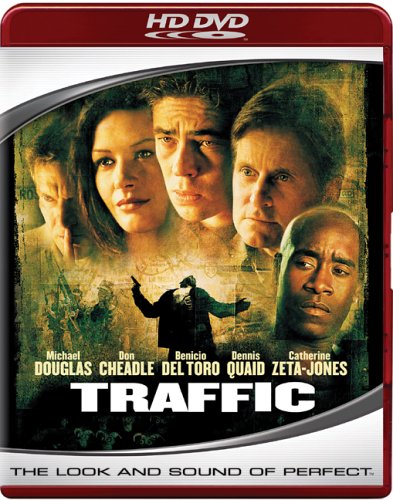 HD DVD
Michael Don Benicio Dennis Catherine
DOUGLAS CHEADLE DEL TORO QUAID ZETA-JONES
TRAFFIC
THE LOOK AND SOUND OF PERFECT.™